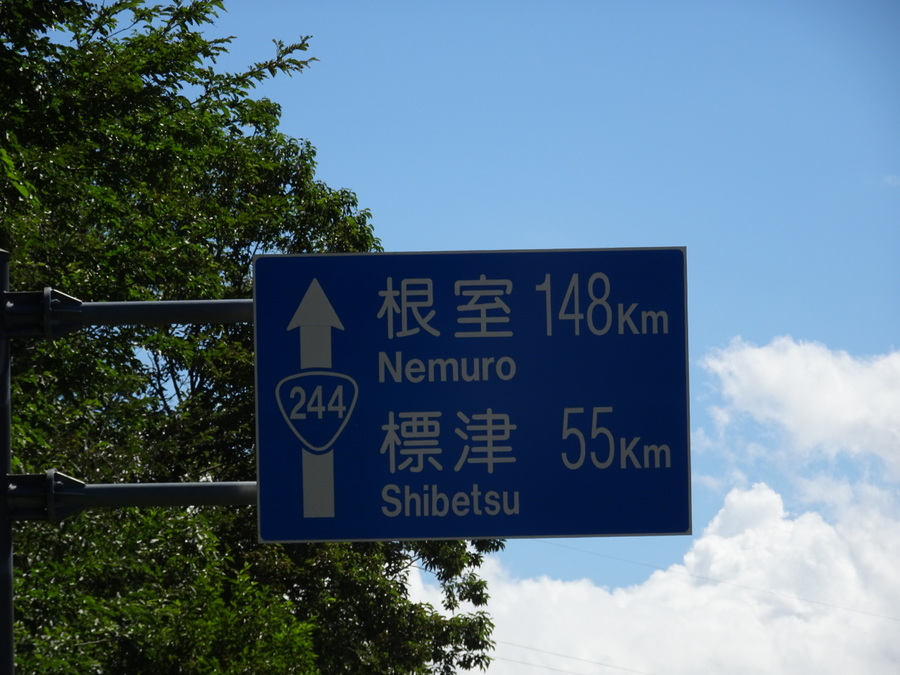 根室 148Km
Nemuro
244
標津 55Km
Shibetsu